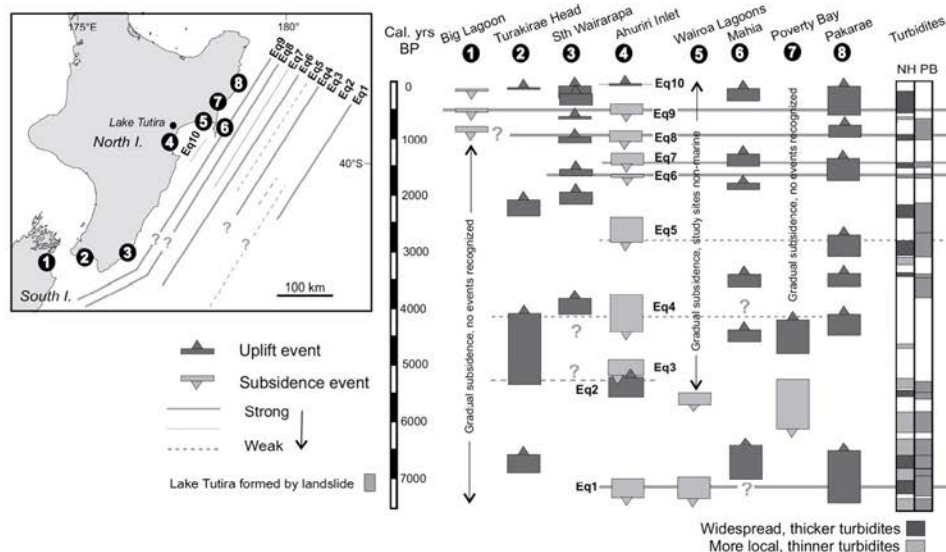 175°E
180°
Eq9
Eq8
Eq7
Eq6
Eq5
Eq4
Eq3
Eq2
Eq1
8
7
Lake Tutira
5
6
North I.
4
Eq10
40°S
?
?
?
?
?
1
2
3
South I.
100 km
Uplift event
Subsidence event
Strong
Weak
Lake Tutira formed by landslide
Cal. yrs
BP
Big Lagoon
Turakirae Head
Sth Wairarapa
Ahuriri Inlet
Wairoa Lagoons
Mahia
Poverty Bay
Pakarae
Turbidites
1
2
3
4
5
6
7
8
NH PB
0
1000
2000
3000
4000
5000
6000
7000
Eq10
Eq9
?
Eq8
Eq7
Eq6
Eq5
Eq4
?
?
?
Eq3
Eq2
Eq1
?
Gradual subsidence, no events recognized
Gradual subsidence, study sites non-marine
Gradual subsidence, no events recognized
Widespread, thicker turbidites
More local, thinner turbidites